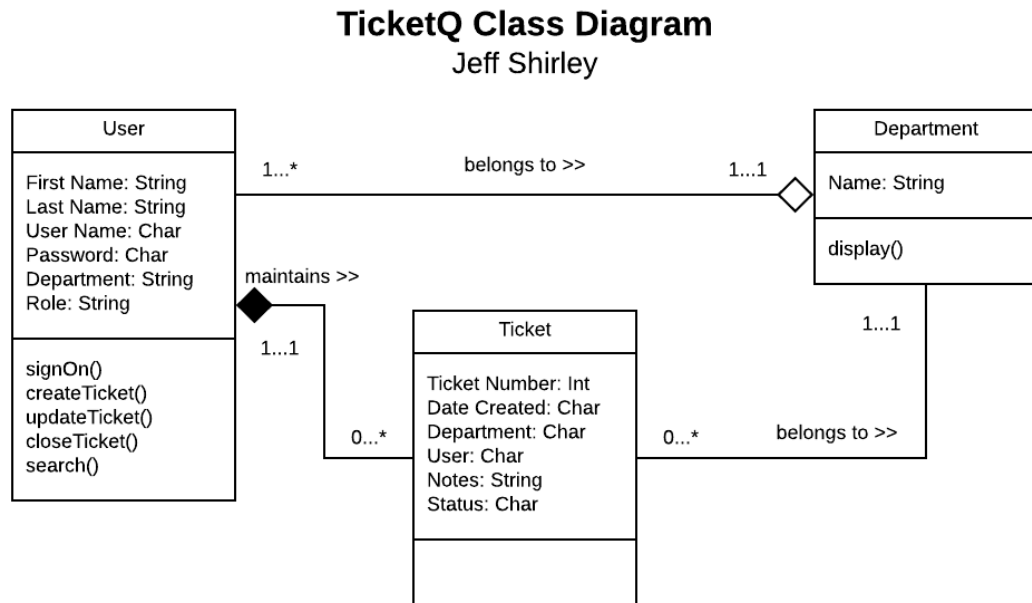 TicketQ Class Diagram
Jeff Shirley
User
First Name: String
Last Name: String
User Name: Char
Password: Char
Department: String
Role: String
signOn()
createTicket()
updateTicket()
closeTicket()
search()
1...*
belongs to >>
1...1
Department
Name: String
display()
maintains >>
1...1
0...*
Ticket
Ticket Number: Int
Date Created: Char
Department: Char
User: Char
Notes: String
Status: Char
0...*
belongs to >>
1...1